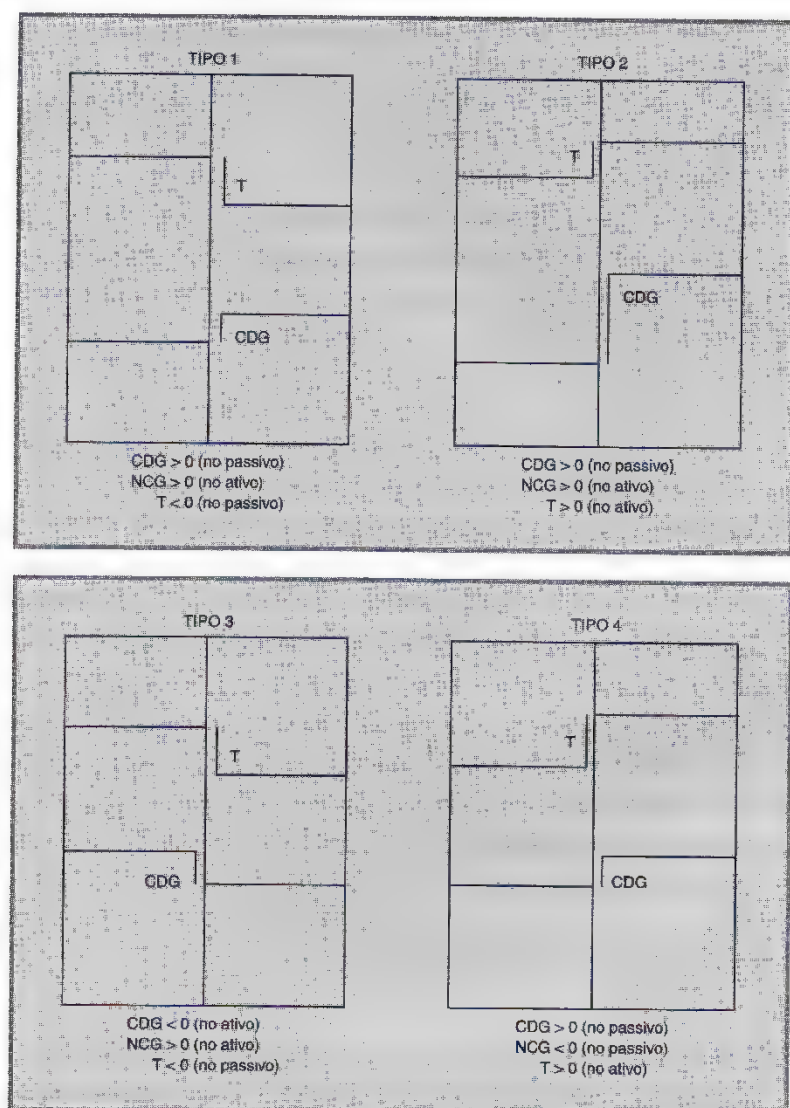 TIPO 1
T
CDG
CDG > 0 (no passivo)
NCG > 0 (no ativo)
T < 0 (no passivo)
TIPO 2
T
CDG
CDG > 0 (no passivo)
NCG > 0 (no ativo)
T > 0 (no ativo)
TIPO 3
T
CDG
CDG < 0 (no ativo)
NCG > 0 (no ativo)
T < 0 (no passivo)
TIPO 4
T
CDG
CDG > 0 (no passivo)
NCG < 0 (no passivo)
T > 0 (no ativo)